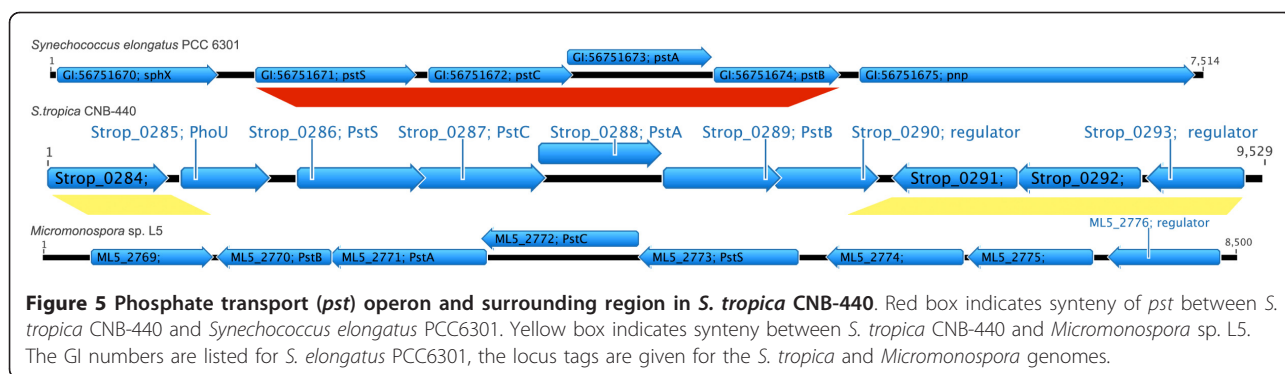 Synechococcus elongatus PCC 6301
1
GI:56751673; pstA
7,514
GI:56751670; sphX GI:56751671; pstS GI:56751672; pstC GI:56751674; pstB GI:56751675; pnp
S.tropica CNB-440
Strop_0285; PhoU Strop_0286; PstS Strop_0287; PstC Strop_0288; PstA Strop_0289; PstB Strop_0290; regulator Strop_0293; regulator
1 9,529
Strop_0284; Strop_0291; Strop_0292;
Micromonospora sp. L5
ML5_2776; regulator
1 ML5_2772; PstC 8,500
ML5_2769; ML5_2770; PstB ML5_2771; PstA ML5_2773; PstS ML5_2774; ML5_2775;
Figure 5 Phosphate transport (pst) operon and surrounding region in S. tropica CNB-440. Red box indicates synteny of pst between S.
tropica CNB-440 and Synechococcus elongatus PCC6301. Yellow box indicates synteny between S. tropica CNB-440 and Micromonospora sp. L5.
The GI numbers are listed for S. elongatus PCC6301, the locus tags are given for the S. tropica and Micromonospora genomes.